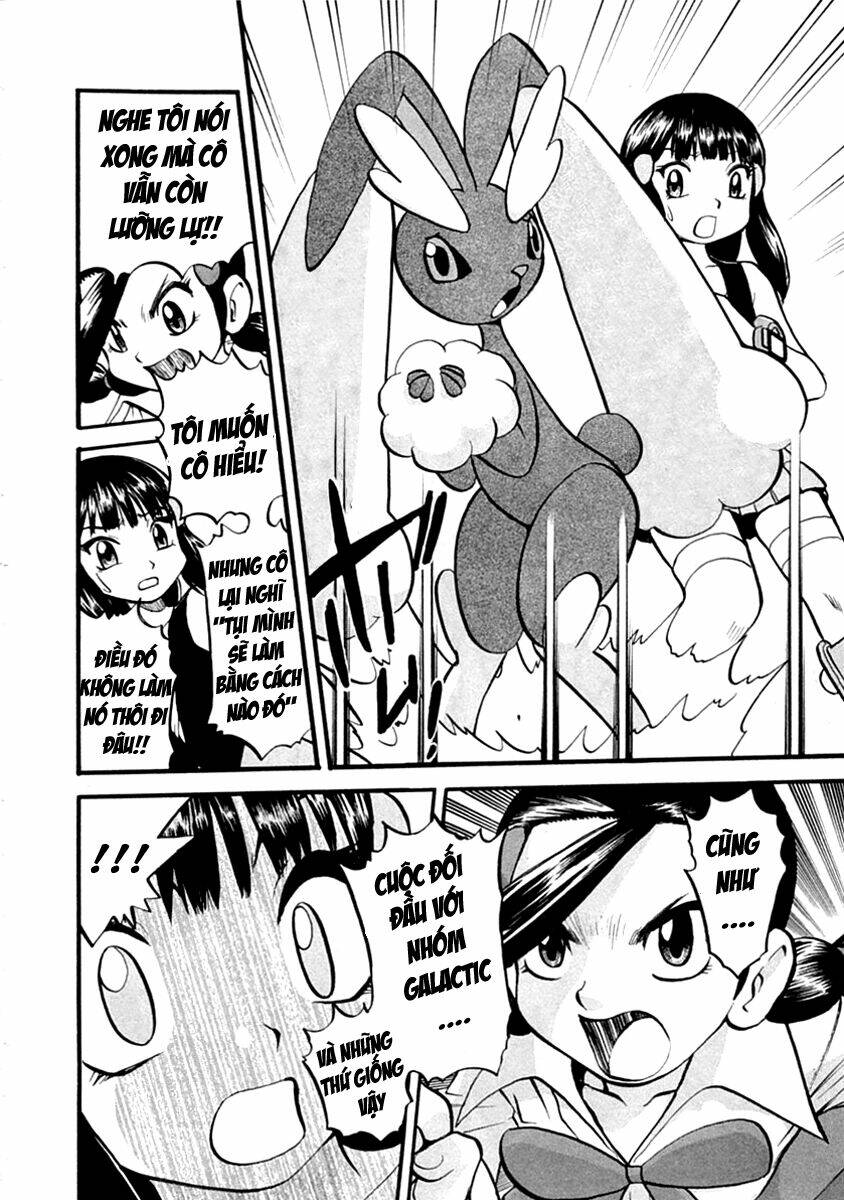 NGHE TÔI NÓI
XONG MÀ CÔ
VẪN CÒN
LƯỠNG LỰ!!
TÔI MUỐN
CÔ HIỂU!
NHƯNG CÔ
LẠI NGHĨ
"TỤI MÌNH
SẼ LÀM
BẰNG CÁCH
NÀO ĐÓ"
ĐIỀU ĐÓ
KHÔNG LÀM
NÓ THÔI ĐI
ĐÂU!!
CŨNG
NHƯ
....
CUỘC ĐỐI
ĐẦU VỚI
NHÓM
GALACTIC
....
VÀ NHỮNG
THỨ GIỐNG
VẬY
!!!